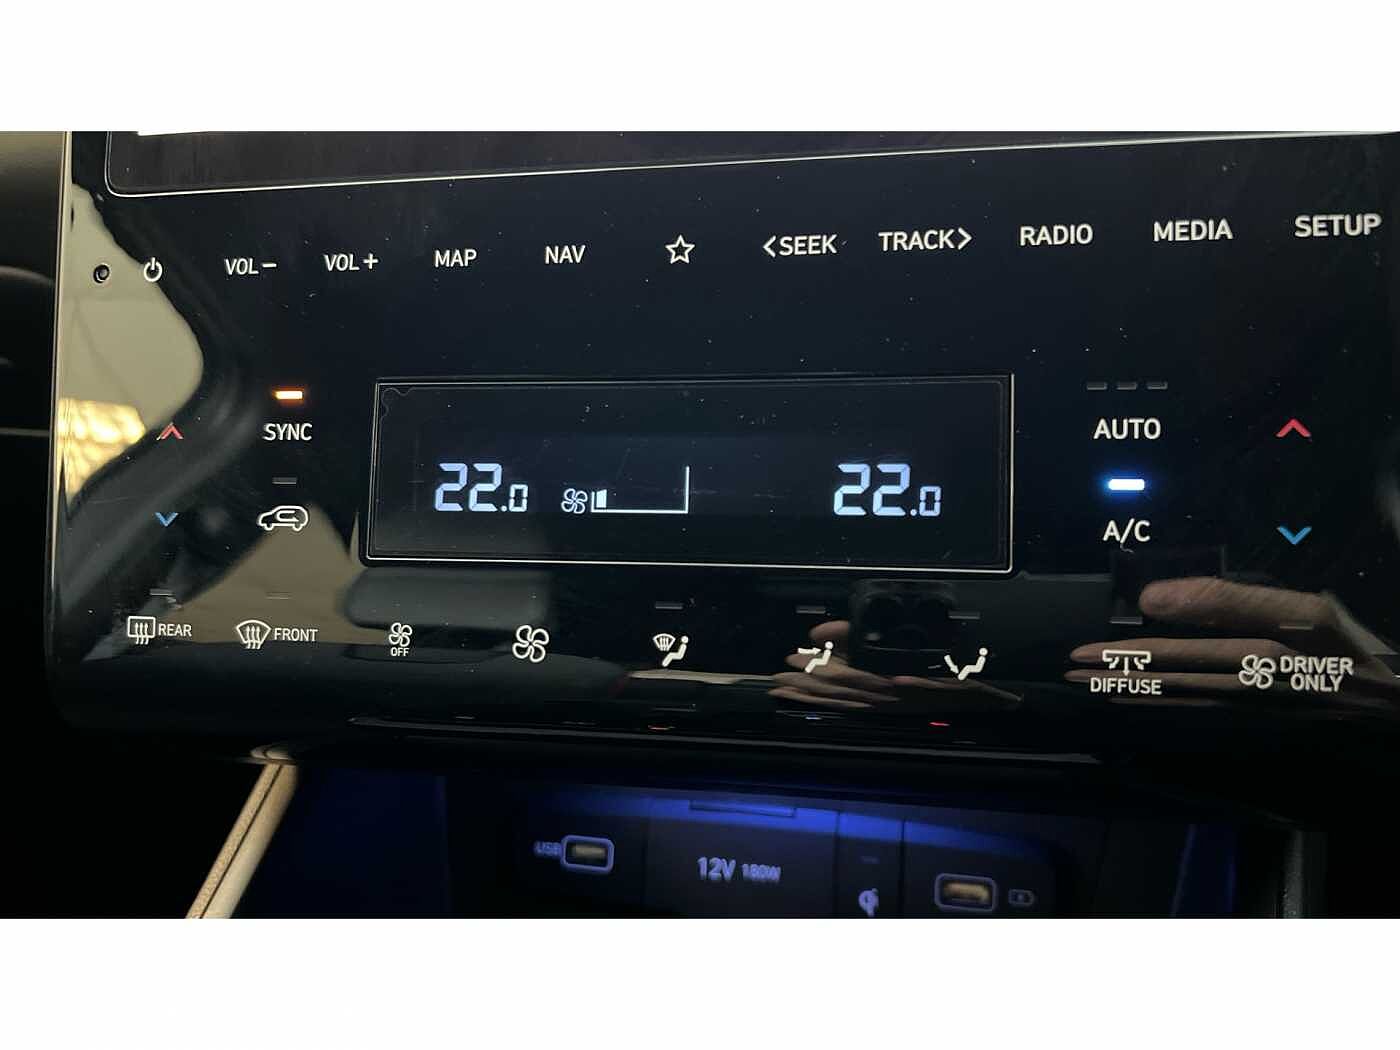 VOL− VOL+ MAP NAV <SEEK TRACK> RADIO MEDIA SETUP
SYNC AUTO
22.0 22.0
A/C
REAR FRONT OFF DIFFUSE DRIVER
ONLY
USB 12V 180W